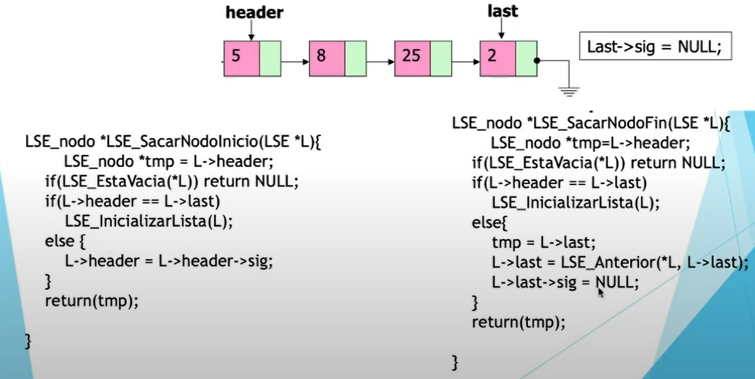 header
last
5
8
25
2
Last->sig = NULL;
LSE_nodo *LSE_SacarNodoInicio(LSE *L){
LSE_nodo *tmp = L->header;
if(LSE_EstaVacia(*L)) return NULL;
if(L->header == L->last)
LSE_InicializarLista(L);
else {
L->header = L->header->sig;
}
return(tmp);
}
LSE_nodo *LSE_SacarNodoFin(LSE *L){
LSE_nodo *tmp=L->header;
if(LSE_EstaVacia(*L)) return NULL;
if(L->header == L->last)
LSE_InicializarLista(L);
else{
tmp = L->last;
L->last = LSE_Anterior(*L, L->last);
L->last->sig = NULL;
}
return(tmp);
}